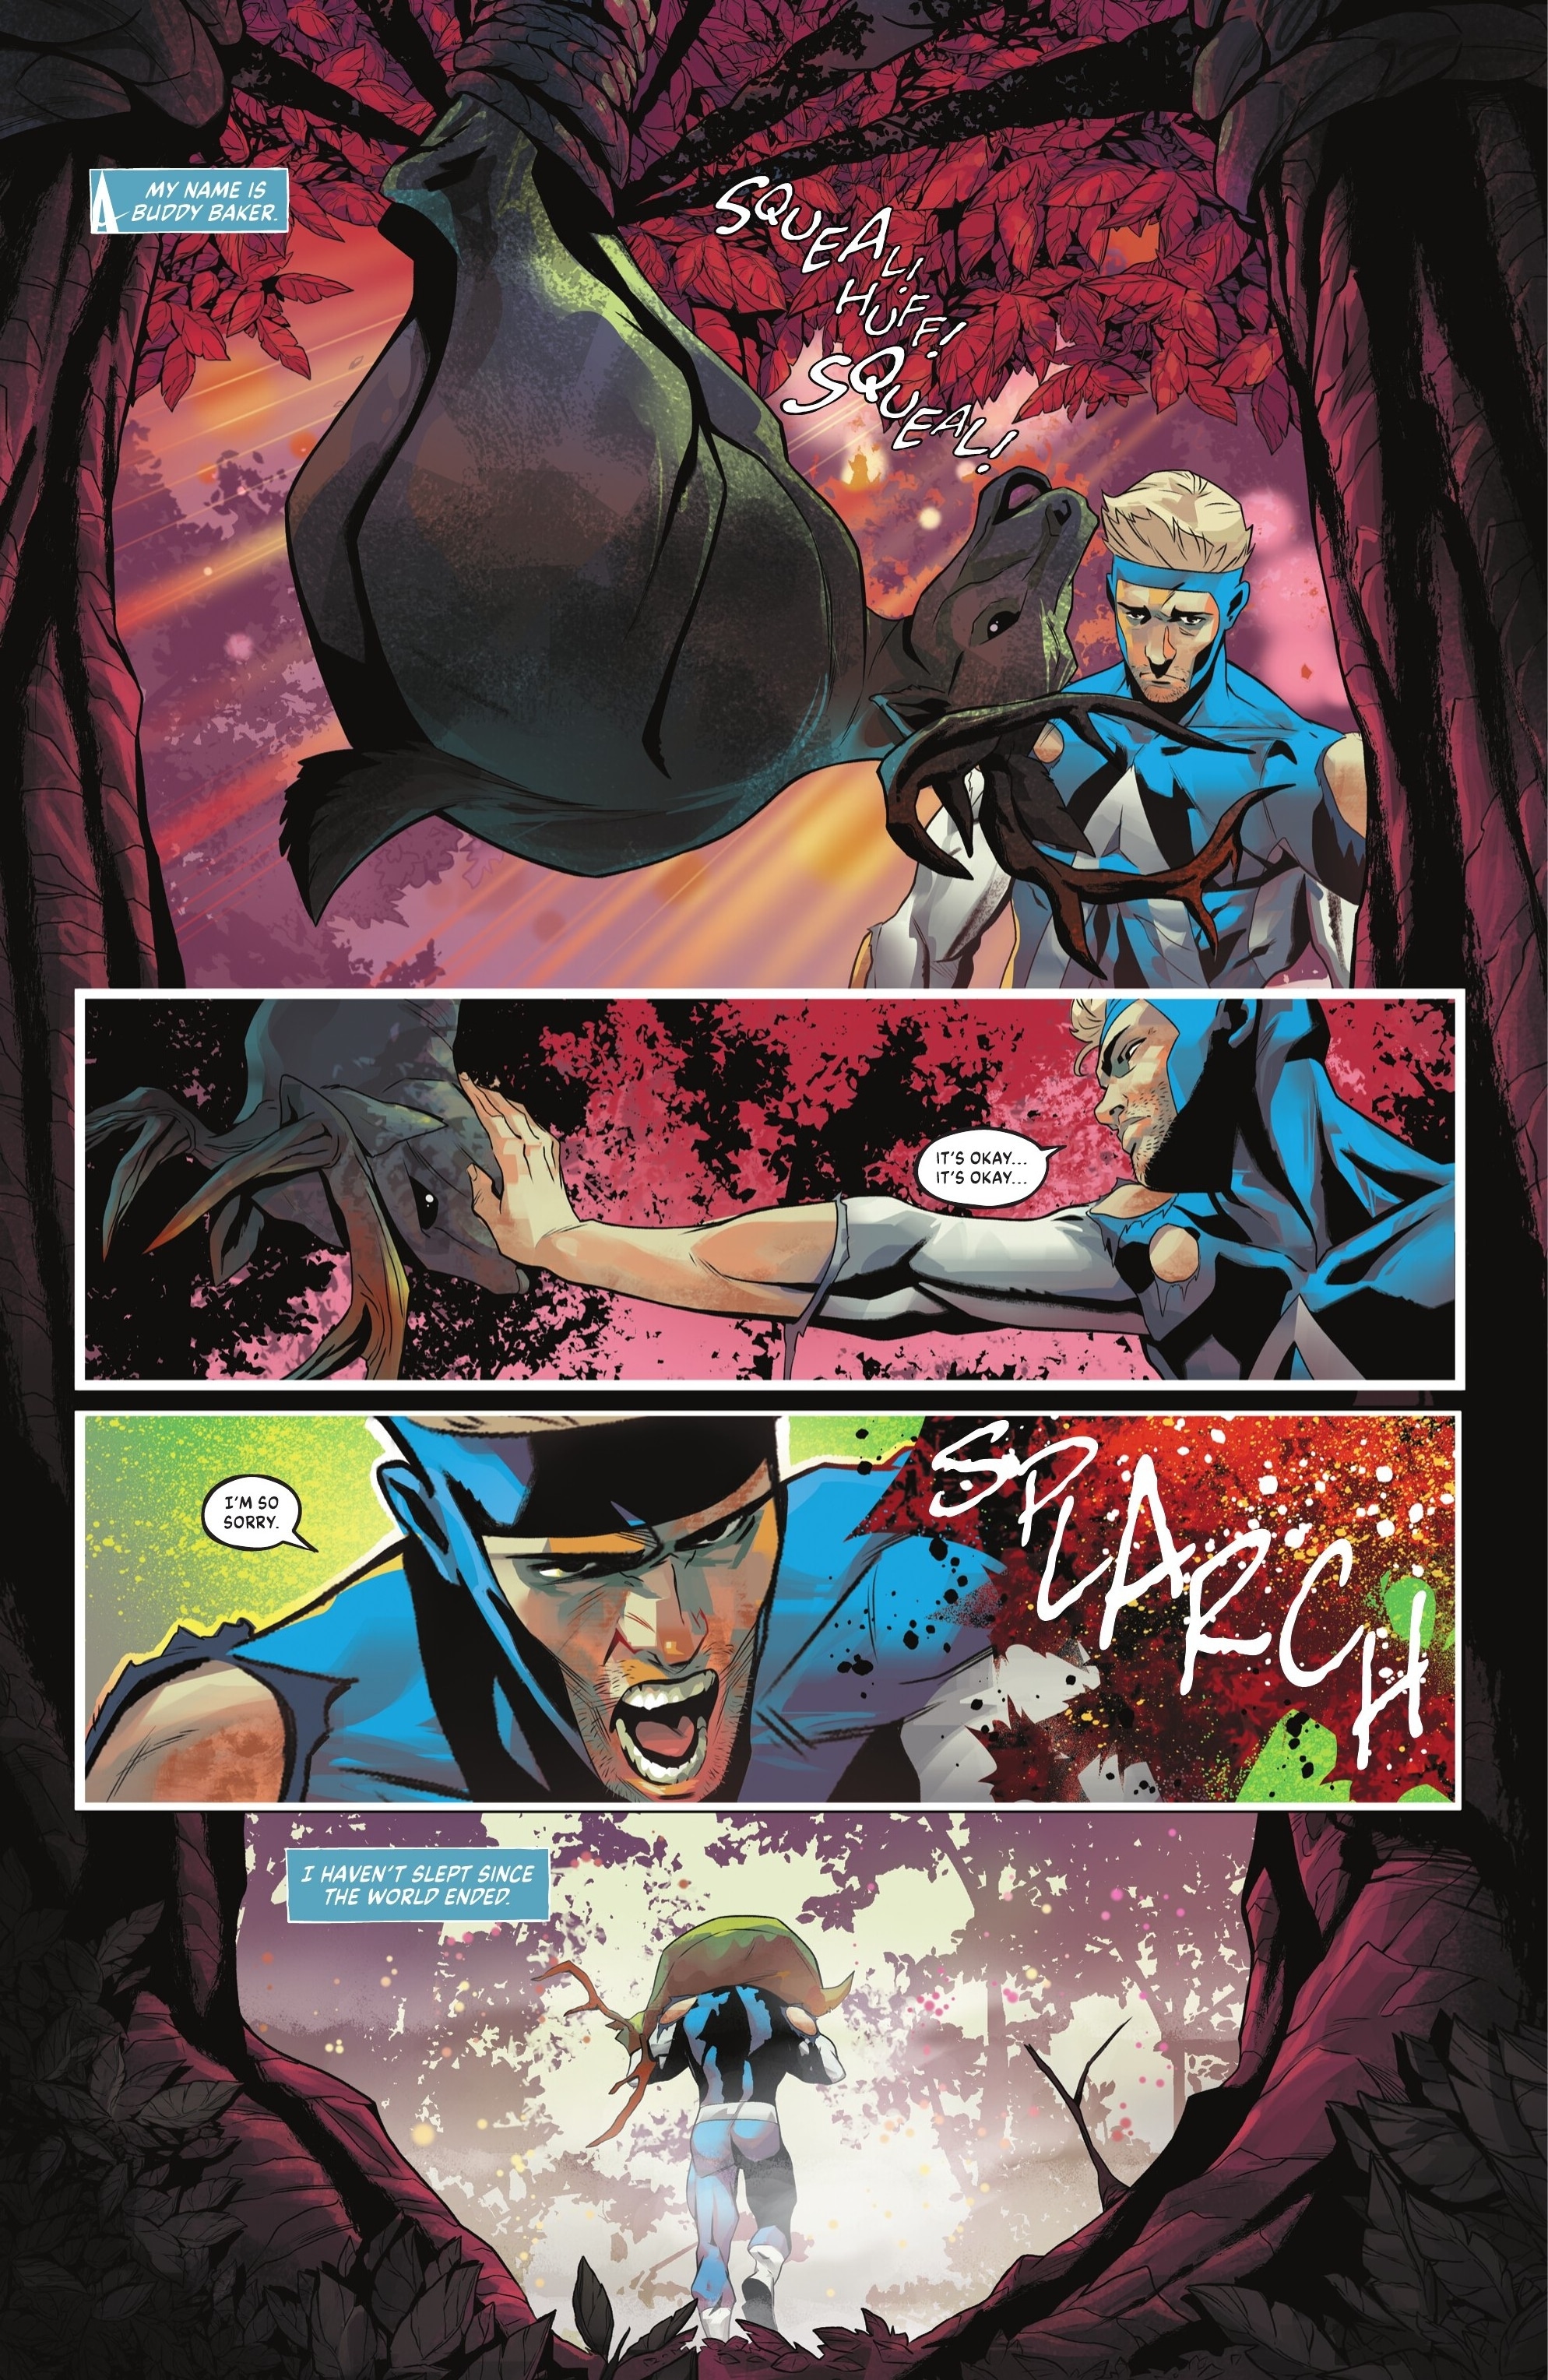 MY NAME IS
BUDDY BAKER.
SQUEAL!
HUFF!
SQUEAL!
IT'S OKAY...
IT'S OKAY...
I'M SO
SORRY.
SPLARCH
I HAVEN'T SLEPT SINCE
THE WORLD ENDED.